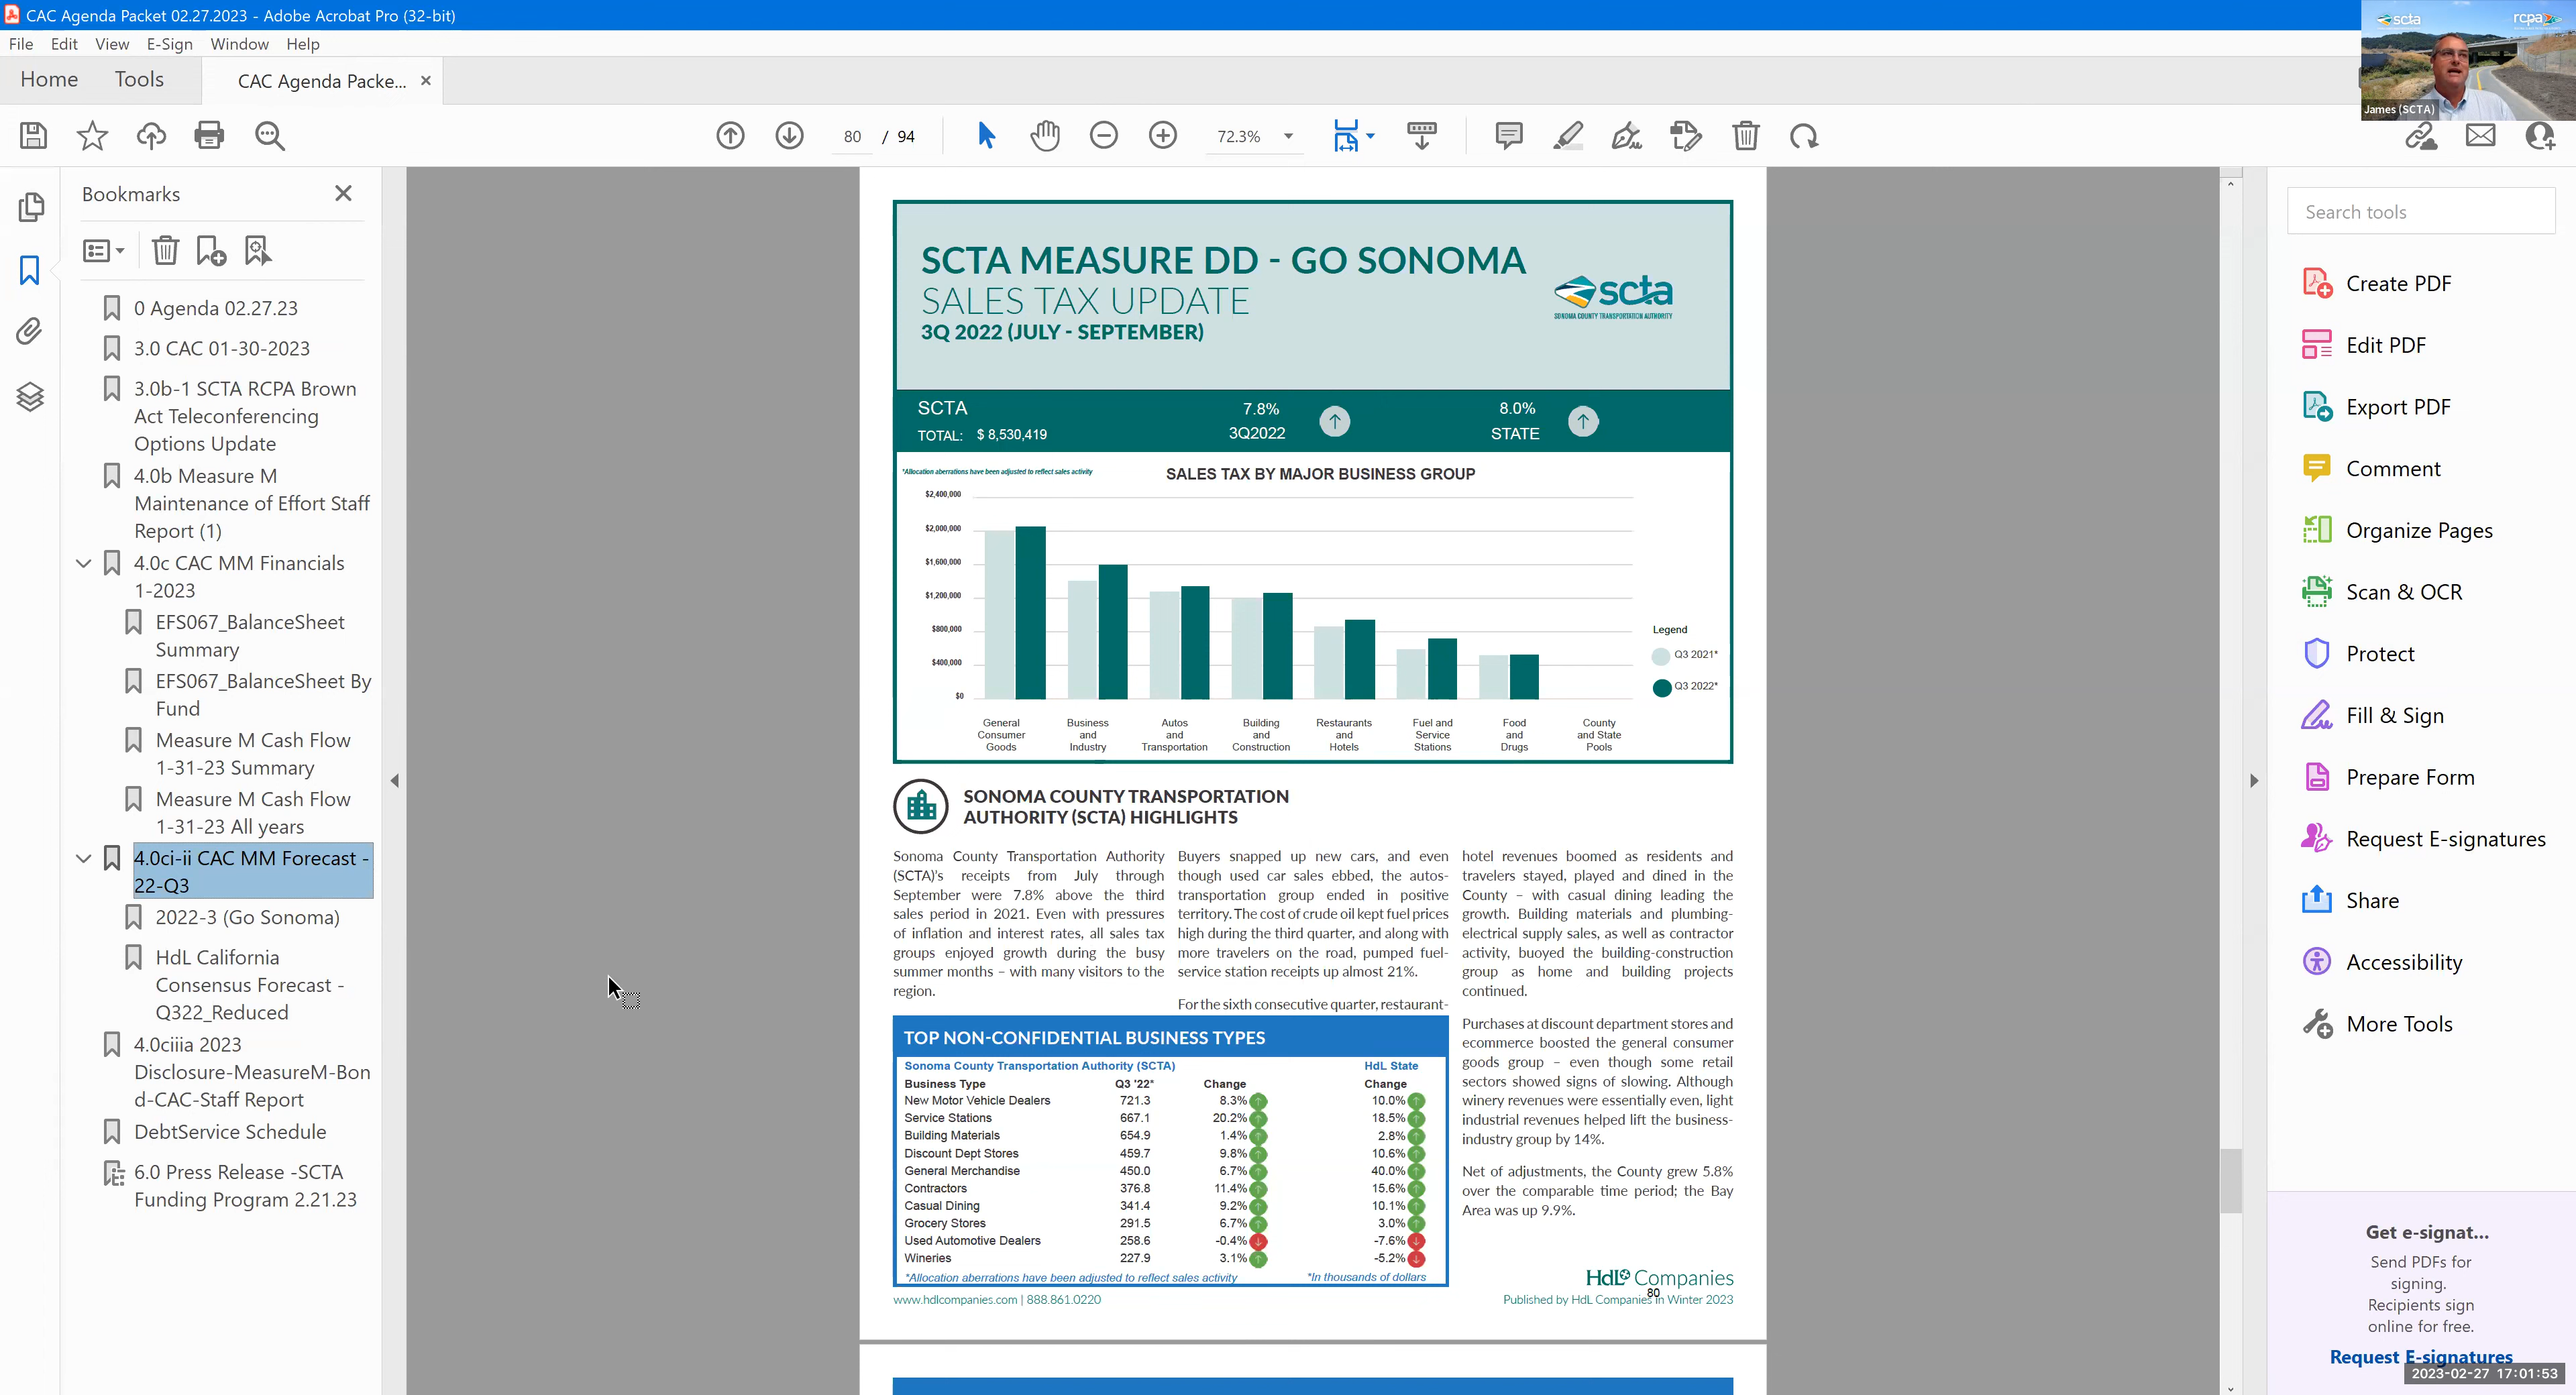 CAC Agenda Packet 02.27.2023 - Adobe Acrobat Pro (32-bit)
File Edit View E-Sign Window Help
Home Tools CAC Agenda Packe... ×
80 / 94 72.3%
scta rcpa
James (SCTA)
Bookmarks
0 Agenda 02.27.23
3.0 CAC 01-30-2023
3.0b-1 SCTA RCPA Brown
Act Teleconferencing
Options Update
4.0b Measure M
Maintenance of Effort Staff
Report (1)
4.0c CAC MM Financials
1-2023
EFS067_BalanceSheet
Summary
EFS067_BalanceSheet By
Fund
Measure M Cash Flow
1-31-23 Summary
Measure M Cash Flow
1-31-23 All years
4.0ci-ii CAC MM Forecast -
22-Q3
2022-3 (Go Sonoma)
HdL California
Consensus Forecast -
Q322_Reduced
4.0ciiia 2023
Disclosure-MeasureM-Bon
d-CAC-Staff Report
DebtService Schedule
6.0 Press Release -SCTA
Funding Program 2.21.23
SCTA MEASURE DD - GO SONOMA
SALES TAX UPDATE
3Q 2022 (JULY - SEPTEMBER)
scta
SONOMA COUNTY TRANSPORTATION AUTHORITY
SCTA
TOTAL: $ 8,530,419
7.8%
3Q2022
8.0%
STATE
*Allocation aberrations have been adjusted to reflect sales activity
SALES TAX BY MAJOR BUSINESS GROUP
$2,400,000
$2,000,000
$1,600,000
$1,200,000
$800,000
$400,000
$0
Legend
Q3 2021*
Q3 2022*
General
Consumer
Goods
Business
and
Industry
Autos
and
Transportation
Building
and
Construction
Restaurants
and
Hotels
Fuel and
Service
Stations
Food
and
Drugs
County
and State
Pools
SONOMA COUNTY TRANSPORTATION
AUTHORITY (SCTA) HIGHLIGHTS
Sonoma County Transportation Authority
(SCTA)'s receipts from July through
September were 7.8% above the third
sales period in 2021. Even with pressures
of inflation and interest rates, all sales tax
groups enjoyed growth during the busy
summer months – with many visitors to the
region.
Buyers snapped up new cars, and even
though used car sales ebbed, the autos-
transportation group ended in positive
territory. The cost of crude oil kept fuel prices
high during the third quarter, and along with
more travelers on the road, pumped fuel-
service station receipts up almost 21%.
For the sixth consecutive quarter, restaurant-
hotel revenues boomed as residents and
travelers stayed, played and dined in the
County – with casual dining leading the
growth. Building materials and plumbing-
electrical supply sales, as well as contractor
activity, buoyed the building-construction
group as home and building projects
continued.
Purchases at discount department stores and
ecommerce boosted the general consumer
goods group – even though some retail
sectors showed signs of slowing. Although
winery revenues were essentially even, light
industrial revenues helped lift the business-
industry group by 14%.
Net of adjustments, the County grew 5.8%
over the comparable time period; the Bay
Area was up 9.9%.
TOP NON-CONFIDENTIAL BUSINESS TYPES
Sonoma County Transportation Authority (SCTA) HdL State
Business Type Q3 '22* Change Change
New Motor Vehicle Dealers 721.3 8.3% 10.0%
Service Stations 667.1 20.2% 18.5%
Building Materials 654.9 1.4% 2.8%
Discount Dept Stores 459.7 9.8% 10.6%
General Merchandise 450.0 6.7% 40.0%
Contractors 376.8 11.4% 15.6%
Casual Dining 341.4 9.2% 10.1%
Grocery Stores 291.5 6.7% 3.0%
Used Automotive Dealers 258.6 -0.4% -7.6%
Wineries 227.9 3.1% -5.2%
*Allocation aberrations have been adjusted to reflect sales activity *In thousands of dollars
HdL Companies
80
www.hdlcompanies.com | 888.861.0220
Published by HdL Companies in Winter 2023
Search tools
Create PDF
Edit PDF
Export PDF
Comment
Organize Pages
Scan & OCR
Protect
Fill & Sign
Prepare Form
Request E-signatures
Share
Accessibility
More Tools
Get e-signat...
Send PDFs for
signing.
Recipients sign
online for free.
Request E-signatures
2023-02-27 17:01:53